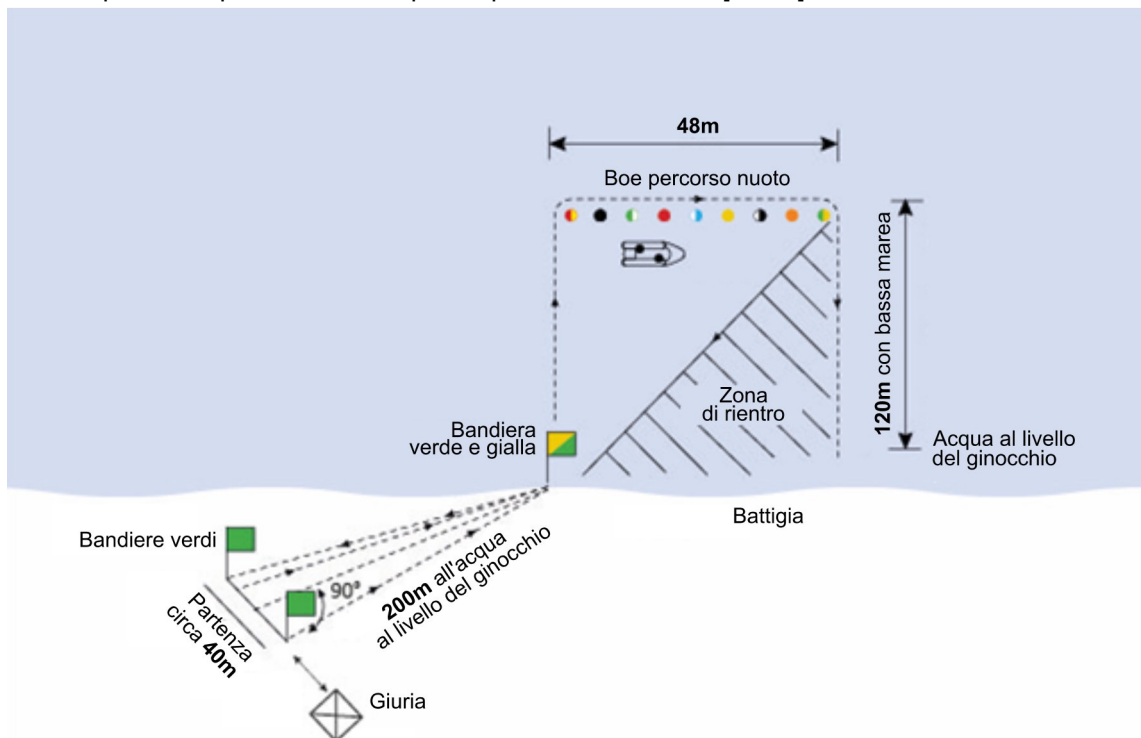 48m
Boe percorso nuoto
120m con bassa marea
Zona
di rientro
Bandiera
verde e gialla
Acqua al livello
del ginocchio
Battigia
Bandiere verdi
90°
200m all'acqua
al livello del ginocchio
Partenza
circa 40m
Giuria